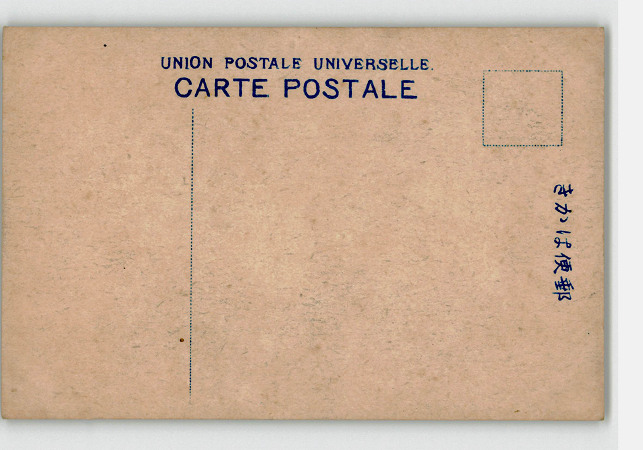 UNION POSTALE UNIVERSELLE.
CARTE POSTALE
郵便はかき